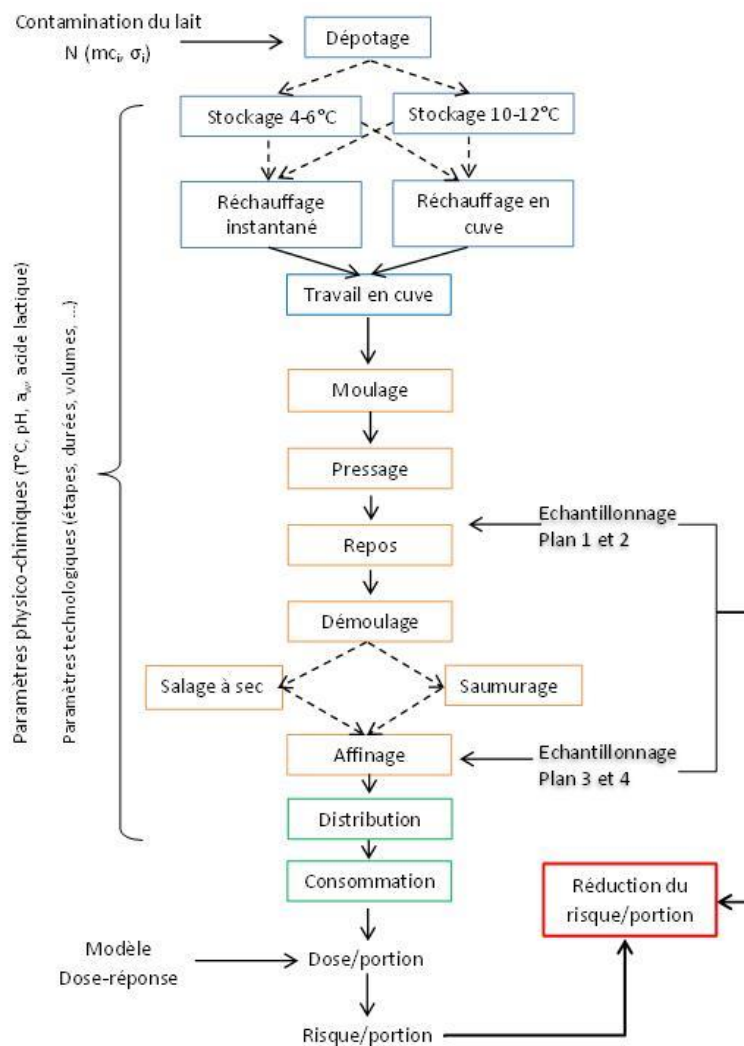 Contamination du lait
N (mcᵢ, σᵢ)
Dépotage
Stockage 4-6°C
Stockage 10-12°C
Réchauffage
instantané
Réchauffage en
cuve
Travail en cuve
Moulage
Pressage
Repos
Echantillonnage
Plan 1 et 2
Démoulage
Salage à sec
Saumurage
Affinage
Echantillonnage
Plan 3 et 4
Distribution
Consommation
Réduction du
risque/portion
Modèle
Dose-réponse
Dose/portion
Risque/portion
Paramètres physico-chimiques (T°C, pH, aw, acide lactique)
Paramètres technologiques (étapes, durées, volumes, ...)